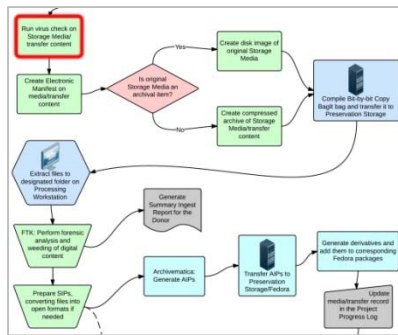 Run virus check on
Storage Media/
transfer content
Yes
Create disk image of
original Storage
Media
Create Electronic
Manifest on
media/transfer
content
Is original
Storage Media an
archival item?
Compile Bit-by-bit Copy
BagIt bag and transfer it to
Preservation Storage
No
Create compressed
archive of Storage
Media/transfer
content
Extract files to
designated folder on
Processing
Workstation
Generate
Summary Ingest
Report for the
Donor
FTK: Perform forensic
analysis and
weeding of digital
content
Archivematica:
Generate AIPs
Transfer AIPs to
Preservation
Storage/Fedora
Generate derivatives and
add them to corresponding
Fedora packages
Prepare SIPs,
converting files into
open formats if
needed
Update
media/transfer record
in the Project
Progress Log